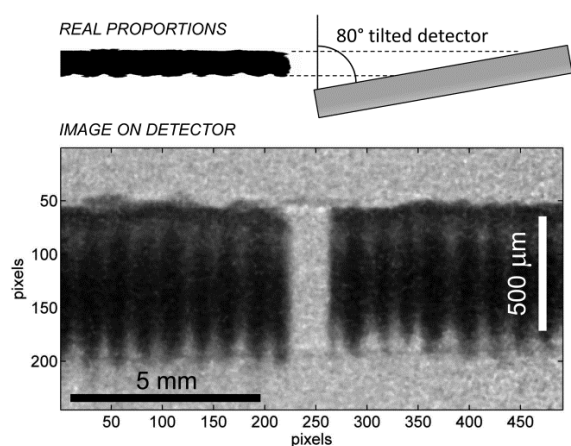 REAL PROPORTIONS
80° tilted detector
IMAGE ON DETECTOR
50
100
150
200
pixels
500 µm
5 mm
50 100 150 200 250 300 350 400 450
pixels